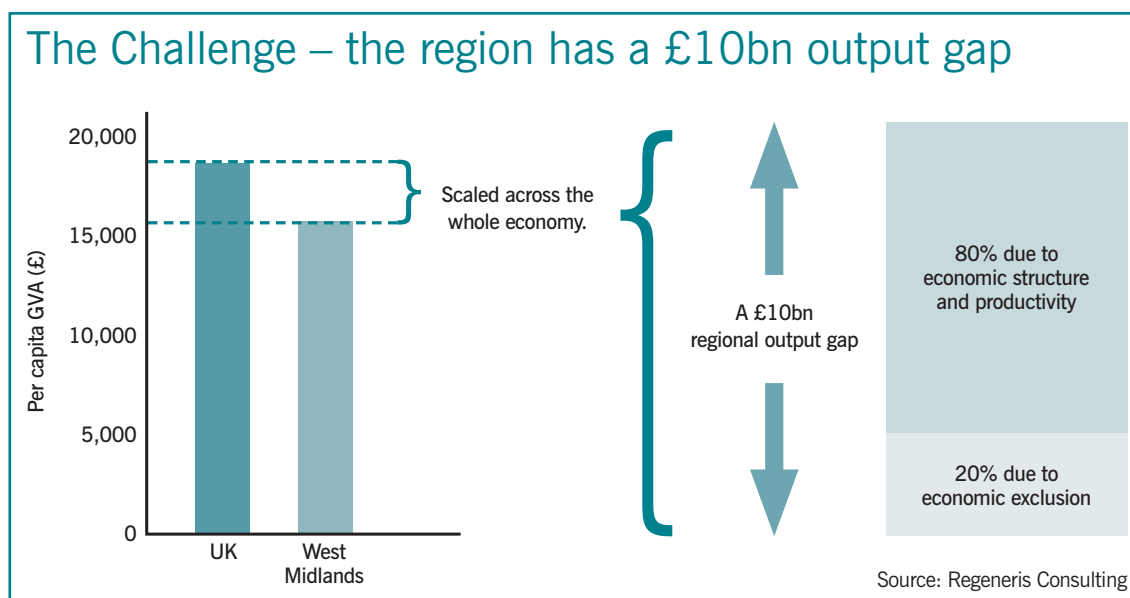 The Challenge – the region has a £10bn output gap
Per capita GVA (£)
20,000
15,000
10,000
5,000
0
UK
West
Midlands
Scaled across the
whole economy.
A £10bn
regional output gap
80% due to
economic structure
and productivity
20% due to
economic exclusion
Source: Regeneris Consulting